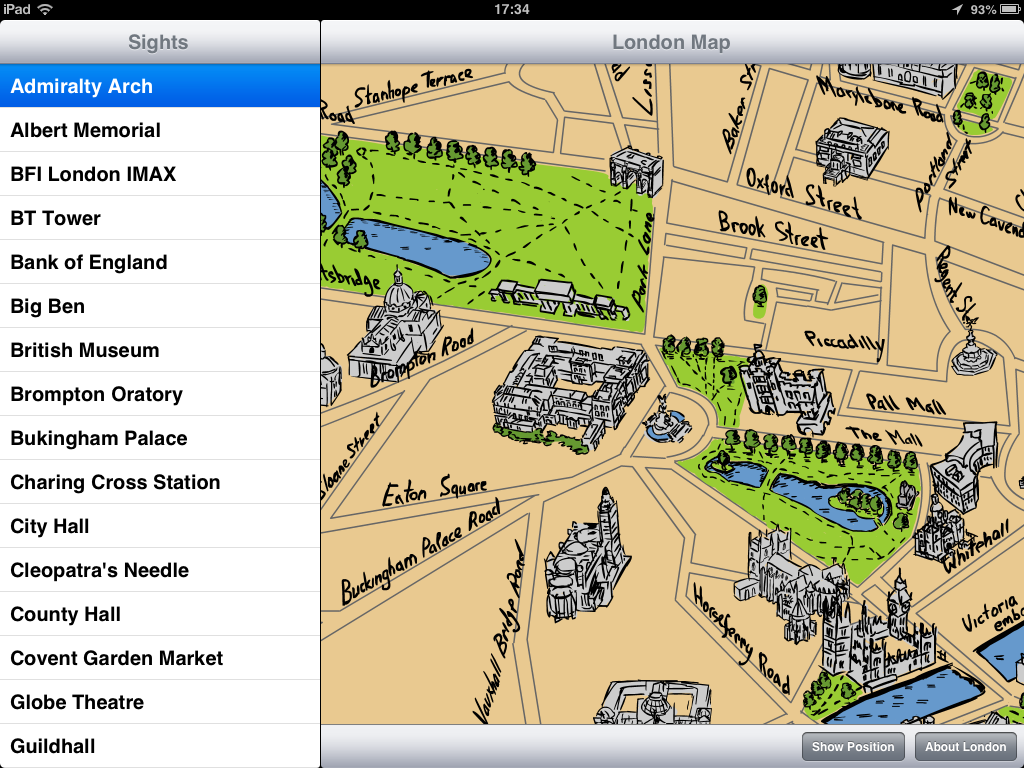 iPad
17:34
93%
Sights
London Map
Admiralty Arch
Albert Memorial
BFI London IMAX
BT Tower
Bank of England
Big Ben
British Museum
Brompton Oratory
Bukingham Palace
Charing Cross Station
City Hall
Cleopatra's Needle
County Hall
Covent Garden Market
Globe Theatre
Guildhall
Stanhope Terrace
Road
Liss
Baker St
Marylebone Road
Portland
Street
Oxford Street
New Cavend
Brook Street
Park Lane
Regent St
tsbridge
Brompton Road
Piccadilly
Pall Mall
The Mall
Sloane Street
Eaton Square
Buckingham Palace Road
Vauxhall Bridge Road
Horseferry Road
Whitehall
Victoria
emb
Show Position
About London